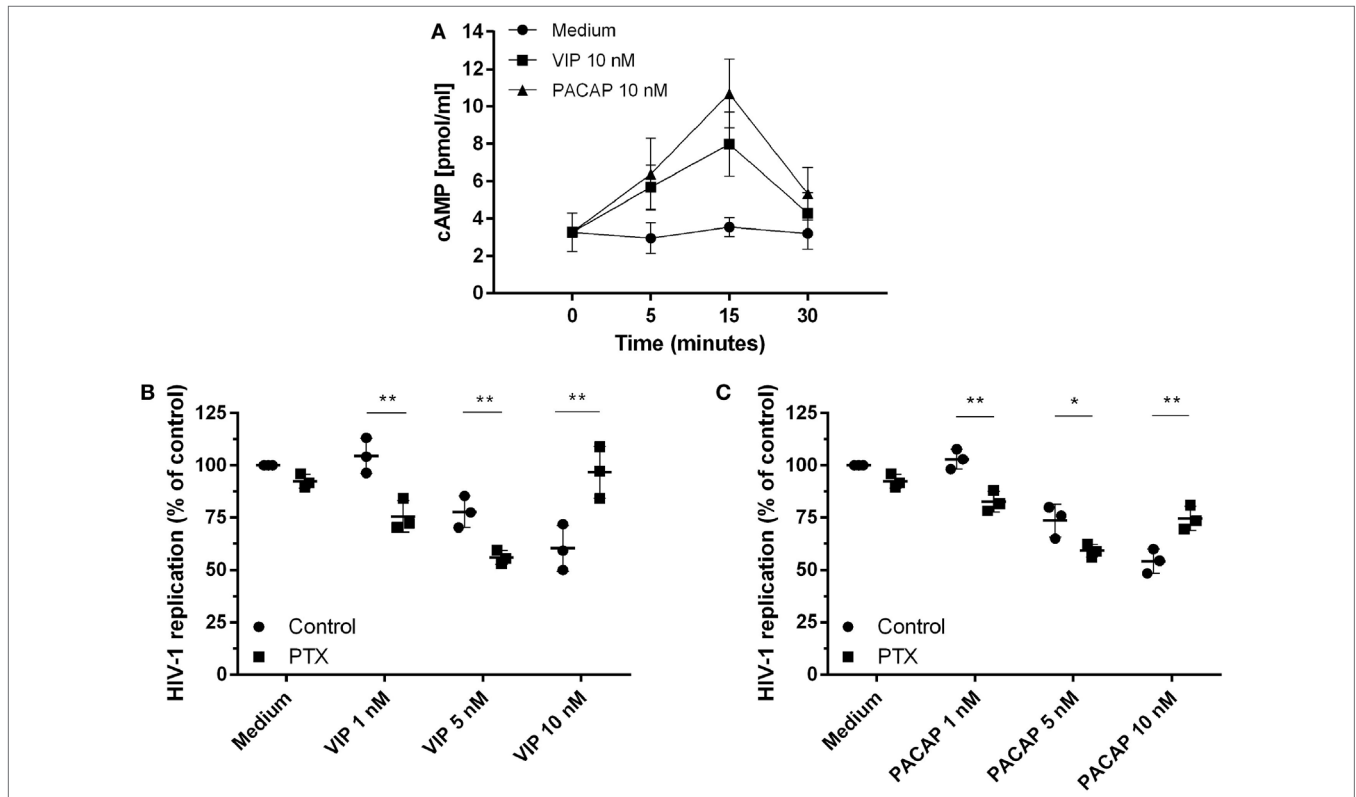 A
Medium
VIP 10 nM
PACAP 10 nM
14
12
10
8
6
4
2
0
cAMP [pmol/ml]
0 5 15 30
Time (minutes)
B
** ** **
125
100
75
50
25
0
HIV-1 replication (% of control)
Control
PTX
Medium
VIP 1 nM
VIP 5 nM
VIP 10 nM
C
** * **
125
100
75
50
25
0
HIV-1 replication (% of control)
Control
PTX
Medium
PACAP 1 nM
PACAP 5 nM
PACAP 10 nM